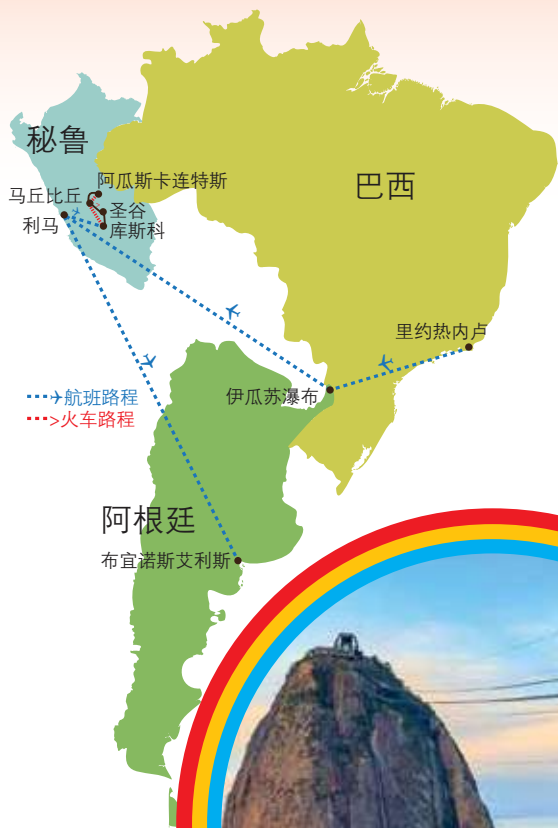 秘鲁
阿瓜斯卡连特斯
马丘比丘
圣谷
利马
库斯科
巴西
里约热内卢
伊瓜苏瀑布
航班路程
>火车路程
阿根廷
布宜诺斯艾利斯